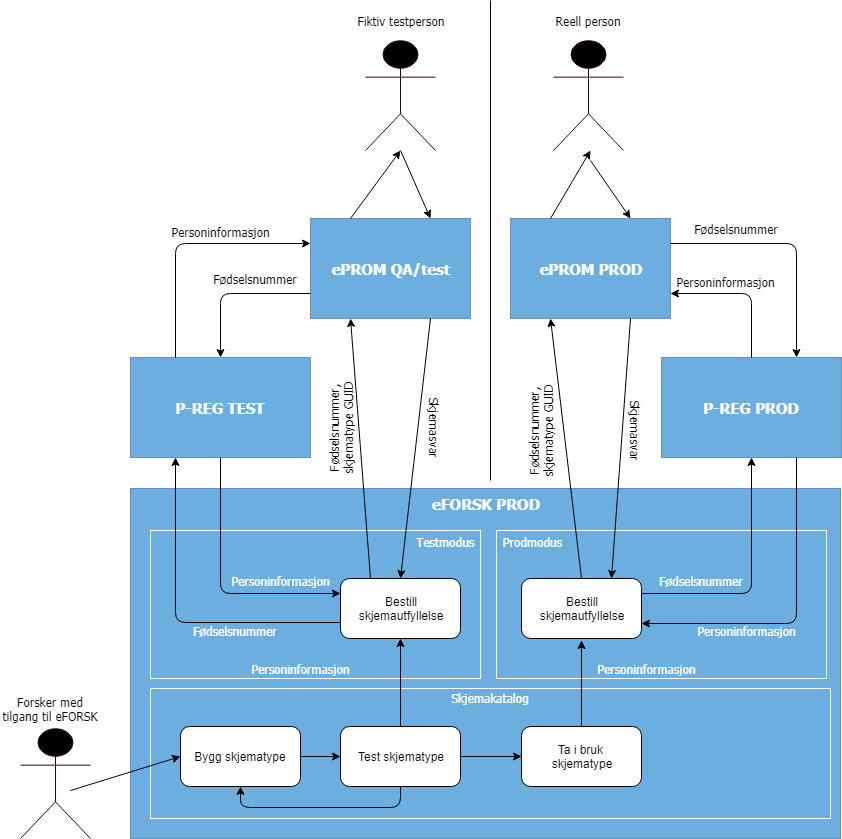 Fiktiv testperson
Reell person
Personinformasjon
Fødselsnummer
ePROM QA/test
ePROM PROD
Fødselsnummer
Personinformasjon
P-REG TEST
P-REG PROD
Fødselsnummer,
skjematype GUID
Skjemasvar
Fødselsnummer,
skjematype GUID
Skjemasvar
eFORSK PROD
Testmodus
Prodmodus
Personinformasjon
Bestill
skjemautfyllelse
Fødselsnummer
Bestill
skjemautfyllelse
Fødselsnummer
Personinformasjon
Personinformasjon
Personinformasjon
Skjemakatalog
Forsker med
tilgang til eFORSK
Bygg skjematype
Test skjematype
Ta i bruk
skjematype